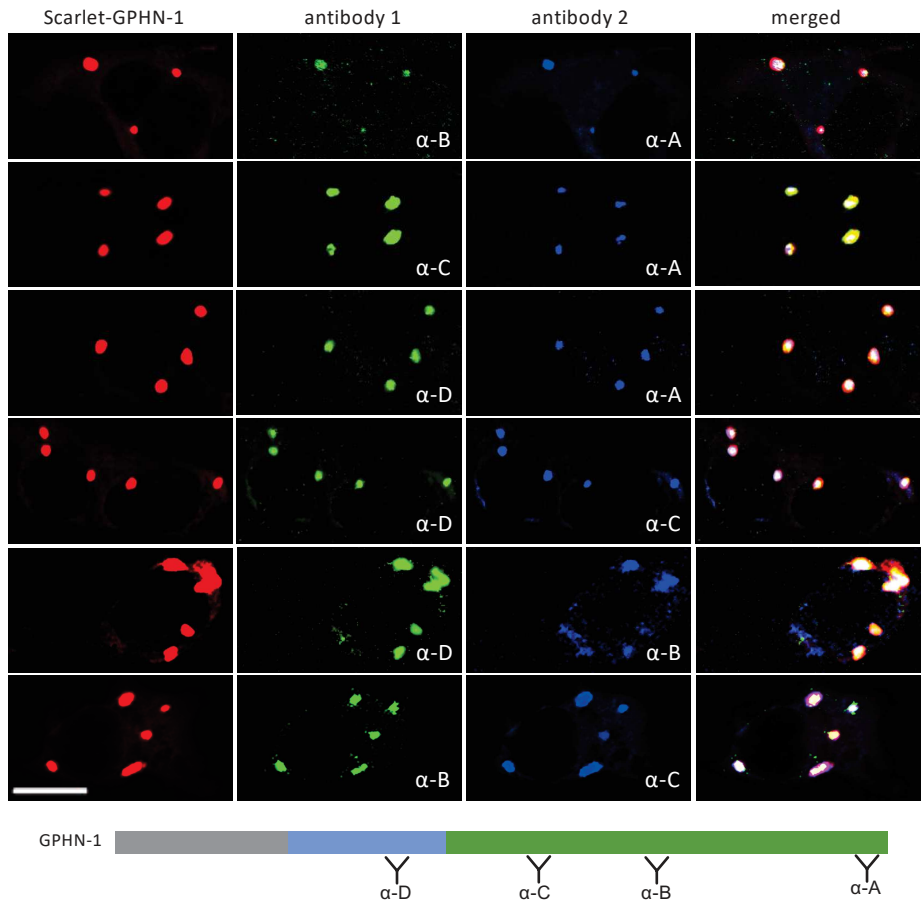 Scarlet-GPHN-1 antibody 1 antibody 2 merged
α-B α-A
α-C α-A
α-D α-A
α-D α-C
α-D α-B
α-B α-C
GPHN-1
α-D α-C α-B α-A